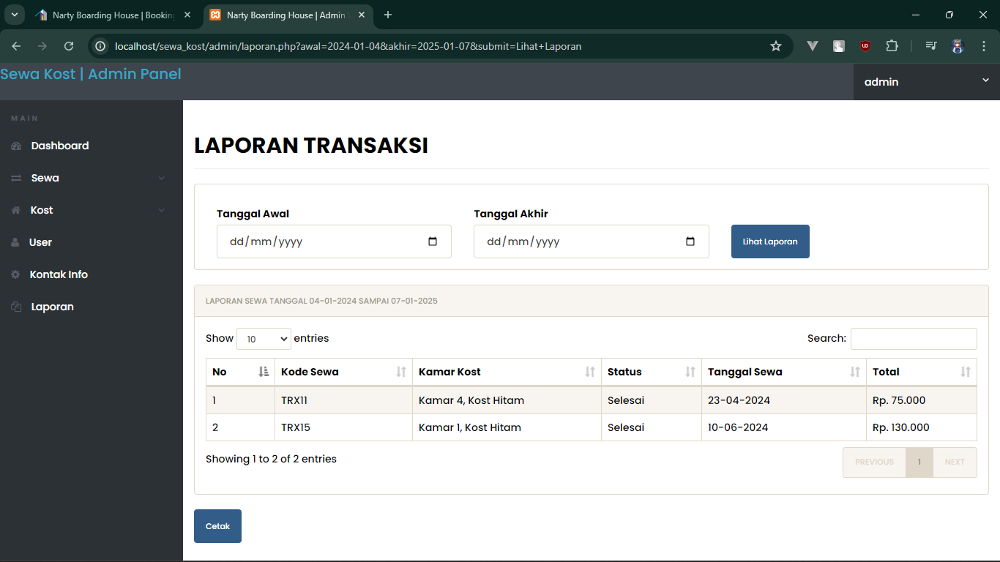 Narty Boarding House | Booking
Narty Boarding House | Admin
localhost/sewa_kost/admin/laporan.php?awal=2024-01-04&akhir=2025-01-07&submit=Lihat+Laporan
Sewa Kost | Admin Panel
admin
MAIN
Dashboard
Sewa
Kost
User
Kontak Info
Laporan
LAPORAN TRANSAKSI
Tanggal Awal Tanggal Akhir
dd/mm/yyyy dd/mm/yyyy Lihat Laporan
LAPORAN SEWA TANGGAL 04-01-2024 SAMPAI 07-01-2025
Show 10 entries Search:
No Kode Sewa Kamar Kost Status Tanggal Sewa Total
1 TRX11 Kamar 4, Kost Hitam Selesai 23-04-2024 Rp. 75.000
2 TRX15 Kamar 1, Kost Hitam Selesai 10-06-2024 Rp. 130.000
Showing 1 to 2 of 2 entries PREVIOUS 1 NEXT
Cetak